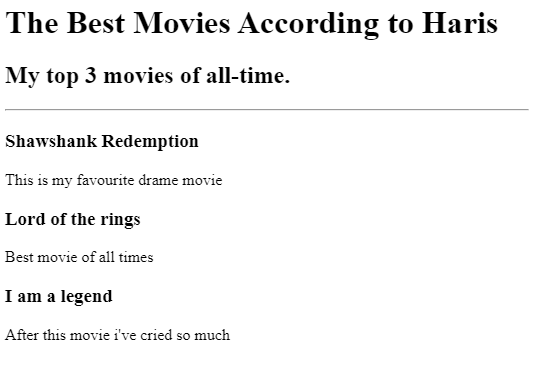 The Best Movies According to Haris
My top 3 movies of all-time.
Shawshank Redemption
This is my favourite drame movie
Lord of the rings
Best movie of all times
I am a legend
After this movie i've cried so much